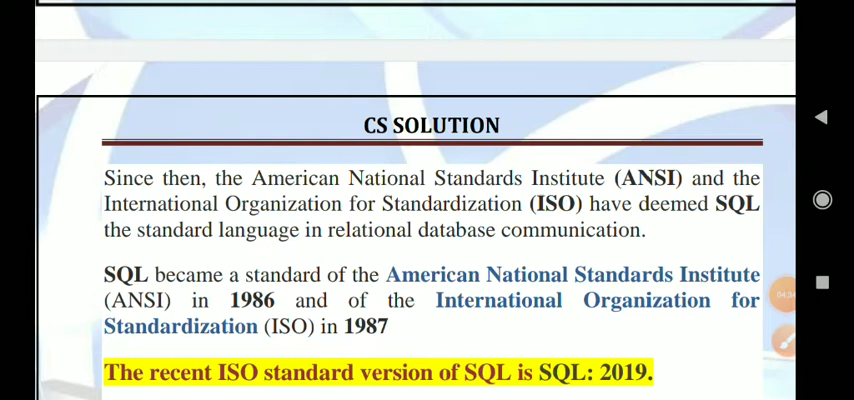 CS SOLUTION
Since then, the American National Standards Institute (ANSI) and the
International Organization for Standardization (ISO) have deemed SQL
the standard language in relational database communication.
SQL became a standard of the American National Standards Institute
(ANSI) in 1986 and of the International Organization for
Standardization (ISO) in 1987
The recent ISO standard version of SQL is SQL: 2019.